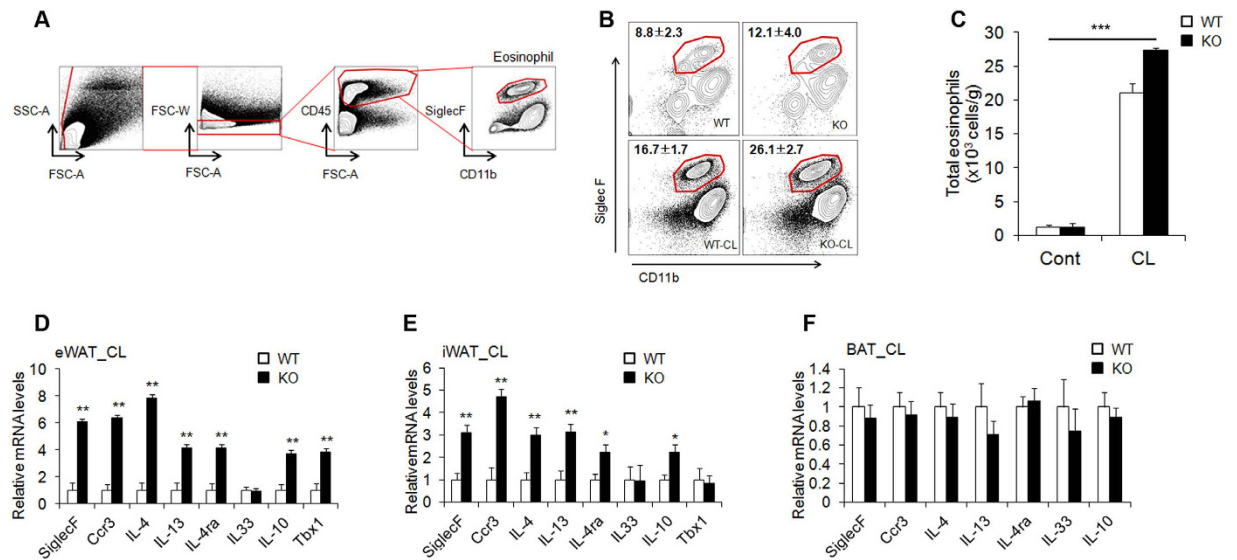 A
Eosinophil
SSC-A
FSC-A
FSC-W
FSC-A
CD45
FSC-A
SiglecF
CD11b
B
8.8±2.3
WT
12.1±4.0
KO
16.7±1.7
WT-CL
26.1±2.7
KO-CL
Siglec F
CD11b
C
WT
KO
***
Total eosinophils
(x10³ cells/g)
35
30
25
20
15
10
5
0
Cont CL
D
eWAT_CL
WT
KO
Relative mRNA levels
10
8
6
4
2
0
** ** ** ** ** ** **
SiglecF Ccr3 IL-4 IL-13 IL-4ra IL33 IL-10 Tbx1
E
iWAT_CL
WT
KO
Relative mRNA levels
6
5
4
3
2
1
0
** ** ** ** * *
SiglecF Ccr3 IL-4 IL-13 IL-4ra IL33 IL-10 Tbx1
F
BAT_CL
WT
KO
Relative mRNA levels
1.4
1.2
1
0.8
0.6
0.4
0.2
0
SiglecF Ccr3 IL-4 IL-13 IL-4ra IL-33 IL-10